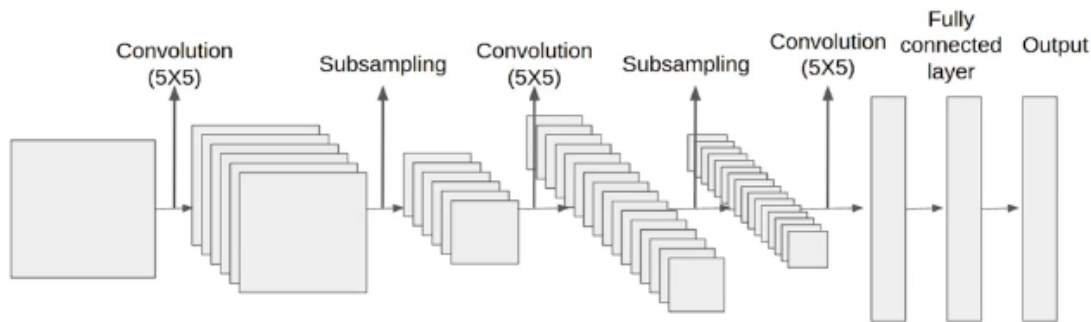 Convolution
(5X5)
Subsampling
Convolution
(5X5)
Subsampling
Convolution
(5X5)
Fully
connected
layer
Output